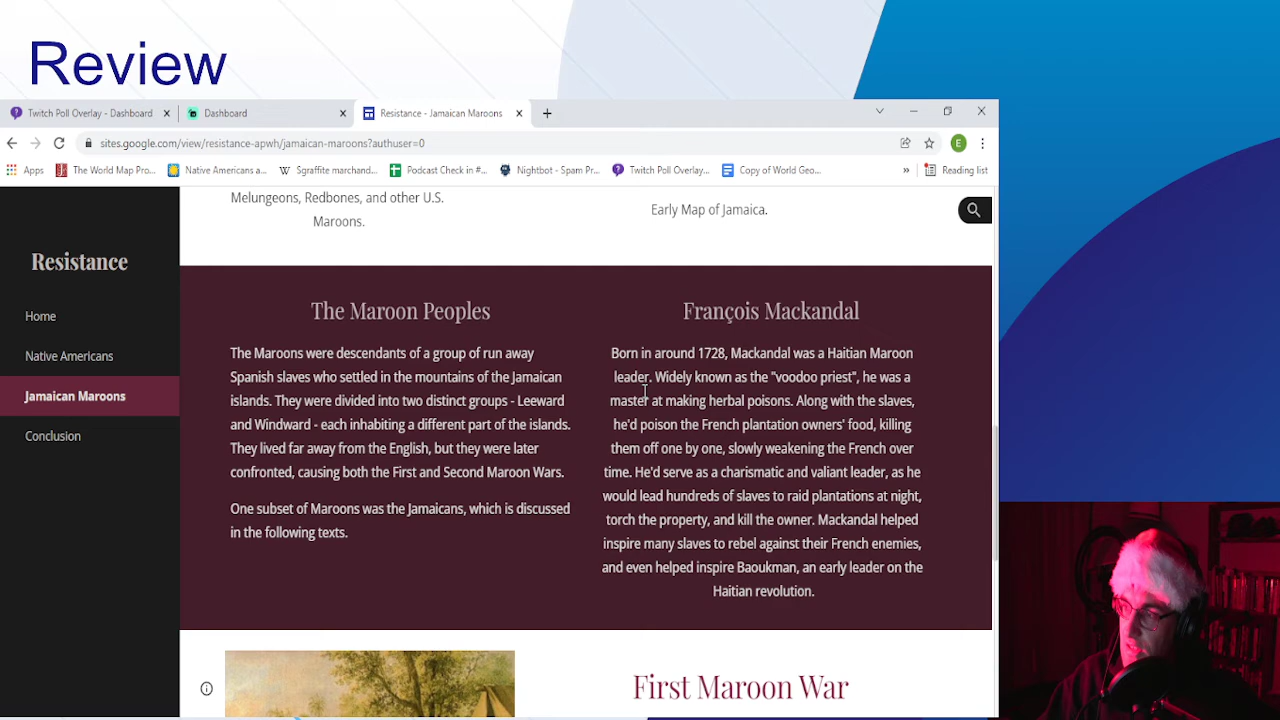 Review
Twitch Poll Overlay - Dashboard
Dashboard
Resistance - Jamaican Maroons
sites.google.com/view/resistance-apwh/jamaican-maroons?authuser=0
E
Apps
The World Map Pro...
Native Americans a...
Sgraffite marchand...
Podcast Check in #...
Nightbot - Spam Pr...
Twitch Poll Overlay...
Copy of World Geo...
»
Reading list
Resistance
Home
Native Americans
Jamaican Maroons
Conclusion
Melungeons, Redbones, and other U.S.
Maroons.
Early Map of Jamaica.
The Maroon Peoples
The Maroons were descendants of a group of run away
Spanish slaves who settled in the mountains of the Jamaican
islands. They were divided into two distinct groups - Leeward
and Windward - each inhabiting a different part of the islands.
They lived far away from the English, but they were later
confronted, causing both the First and Second Maroon Wars.
One subset of Maroons was the Jamaicans, which is discussed
in the following texts.
François Mackandal
Born in around 1728, Mackandal was a Haitian Maroon
leader. Widely known as the "voodoo priest", he was a
master at making herbal poisons. Along with the slaves,
he'd poison the French plantation owners' food, killing
them off one by one, slowly weakening the French over
time. He'd serve as a charismatic and valiant leader, as he
would lead hundreds of slaves to raid plantations at night,
torch the property, and kill the owner. Mackandal helped
inspire many slaves to rebel against their French enemies,
and even helped inspire Baoukman, an early leader on the
Haitian revolution.
First Maroon War